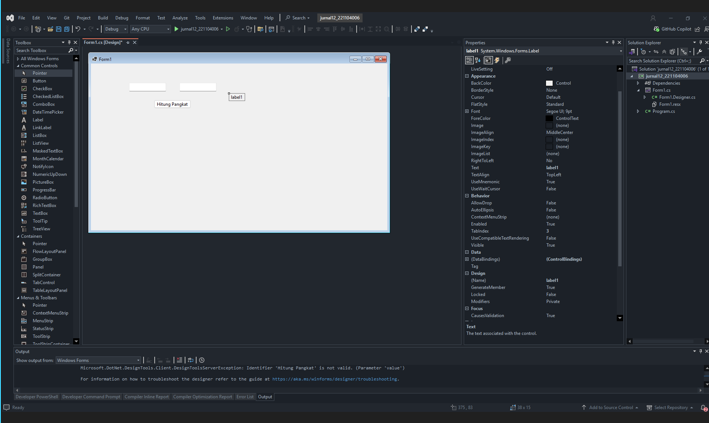 File Edit View Git Project Build Debug Format Test Analyze Tools Extensions Window Help Search jurnal12_221104006
GitHub Copilot
Debug Any CPU Start
Data Sources
Toolbox
Search Toolbox
All Windows Forms
Common Controls
Pointer
Button
CheckBox
CheckedListBox
ComboBox
DateTimePicker
Label
LinkLabel
ListBox
ListView
MaskedTextBox
MonthCalendar
NotifyIcon
NumericUpDown
PictureBox
ProgressBar
RadioButton
RichTextBox
TextBox
ToolTip
TreeView
Containers
Pointer
FlowLayoutPanel
GroupBox
Panel
SplitContainer
TabControl
TableLayoutPanel
Menus & Toolbars
Pointer
ContextMenuStrip
MenuStrip
StatusStrip
ToolStrip
ToolStripContainer
Form1.cs [Design]*
Form1
Hitung Pangkat
label1
Properties
label1 System.Windows.Forms.Label
LiveSetting Off
Appearance
BackColor Control
BorderStyle None
Cursor Default
FlatStyle Standard
Font Segoe UI; 9pt
ForeColor ControlText
Image (none)
ImageAlign MiddleCenter
ImageIndex (none)
ImageKey (none)
ImageList (none)
RightToLeft No
Text label1
TextAlign TopLeft
UseMnemonic True
UseWaitCursor False
Behavior
AllowDrop False
AutoEllipsis False
ContextMenuStrip (none)
Enabled True
TabIndex 3
UseCompatibleTextRendering False
Visible True
Data
(DataBindings) (ControlBindings)
Tag
Design
(Name) label1
GenerateMember True
Locked False
Modifiers Private
Focus
CausesValidation True
Text
The text associated with the control.
Solution Explorer
Search Solution Explorer (Ctrl+;)
jurnal12_221104006
Dependencies
Form1.cs
Form1.Designer.cs
Form1.resx
Program.cs
Output
Show output from: Windows Forms
Microsoft.DotNet.DesignTools.Client.DesignToolsServerException: Identifier 'Hitung Pangkat' is not valid. (Parameter 'value')
For information on how to troubleshoot the designer refer to the guide at https://aka.ms/winforms/designer/troubleshooting.
Developer PowerShell Developer Command Prompt Compiler Inline Report Compiler Optimization Report Error List Output
Ready
38 x 15
Add to Source Control
Select Repository